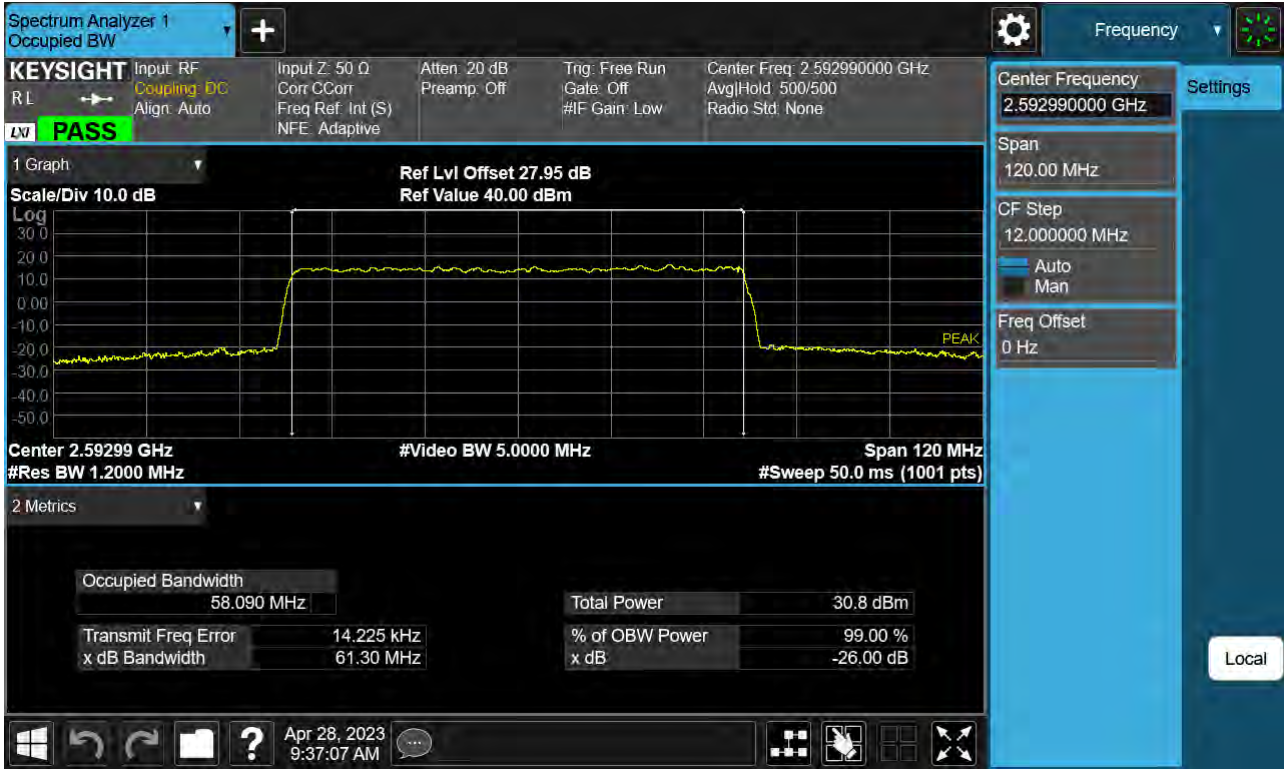 Spectrum Analyzer 1
Occupied BW
+
Frequency
KEYSIGHT
R L
LXI PASS
Input: RF
Coupling: DC
Align: Auto
Input Z: 50 Ω
Corr CCorr
Freq Ref: Int (S)
NFE: Adaptive
Atten: 20 dB
Preamp: Off
Trig: Free Run
Gate: Off
#IF Gain: Low
Center Freq: 2.592990000 GHz
Avg|Hold: 500/500
Radio Std: None
1 Graph
Scale/Div 10.0 dB
Ref Lvl Offset 27.95 dB
Ref Value 40.00 dBm
Log
30.0
20.0
10.0
0.00
-10.0
-20.0
-30.0
-40.0
-50.0
PEAK
Center 2.59299 GHz
#Video BW 5.0000 MHz
Span 120 MHz
#Res BW 1.2000 MHz
#Sweep 50.0 ms (1001 pts)
2 Metrics
Occupied Bandwidth
58.090 MHz
Total Power 30.8 dBm
Transmit Freq Error 14.225 kHz
% of OBW Power 99.00 %
x dB Bandwidth 61.30 MHz
x dB -26.00 dB
Center Frequency
2.592990000 GHz
Settings
Span
120.00 MHz
CF Step
12.000000 MHz
Auto
Man
Freq Offset
0 Hz
Local
?
Apr 28, 2023
9:37:07 AM